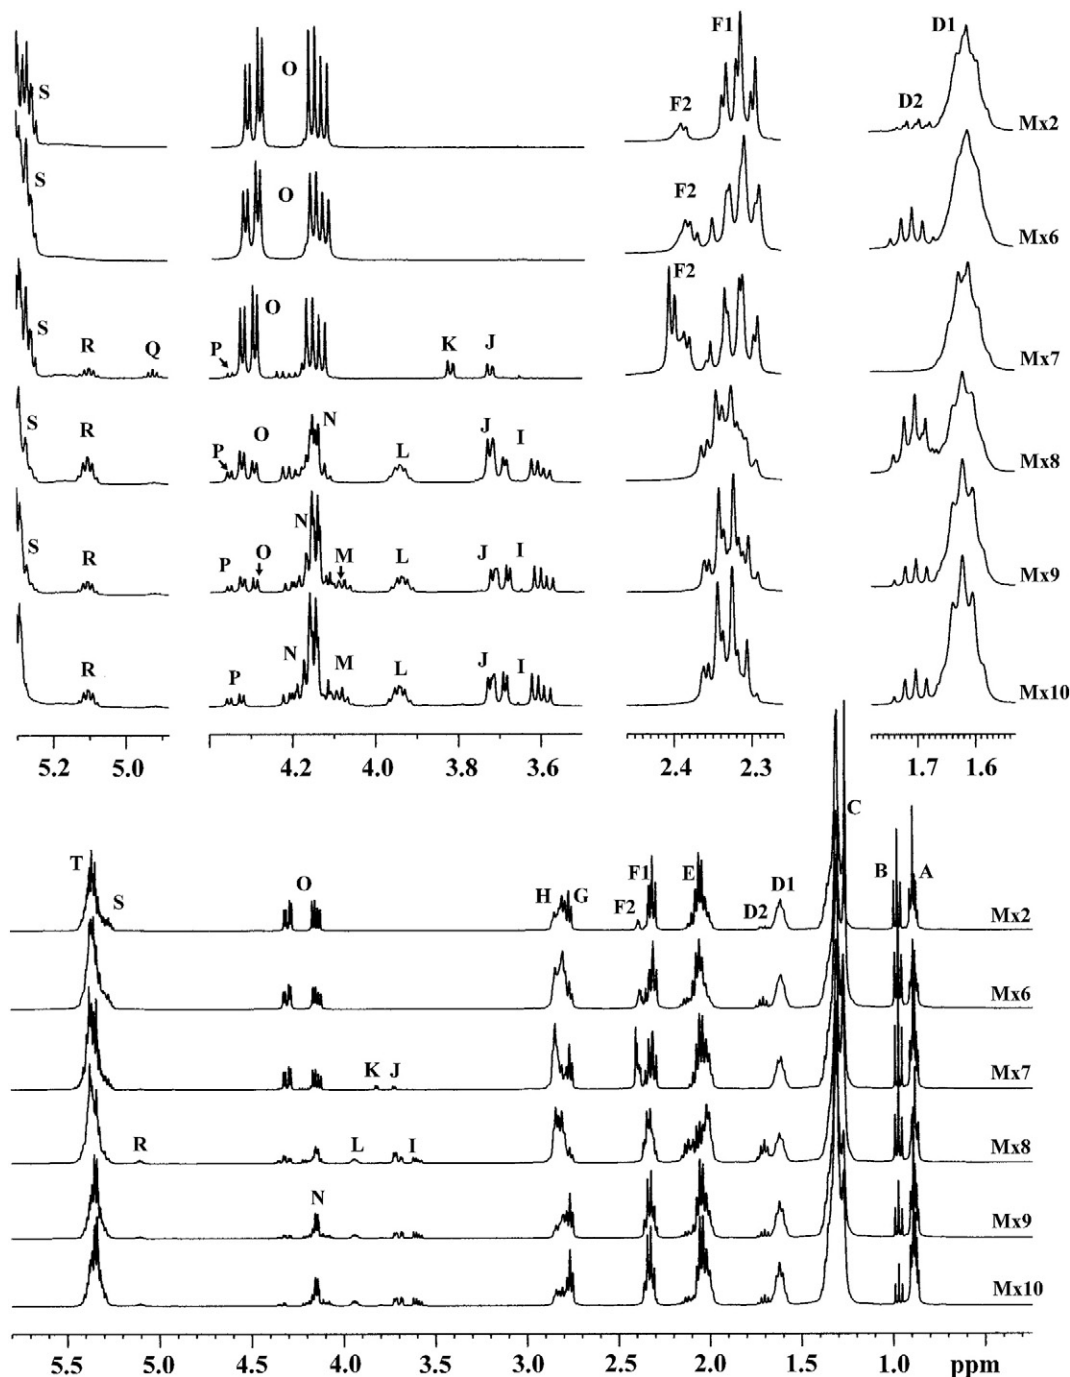 F1 D1
O F2 D2
S Mx2
S O F2 Mx6
F2
O
S R Q P K J Mx7
S R P O N L J I Mx8
N
S R P O M L J I Mx9
R P N M L J I Mx10
5.2 5.0 4.2 4.0 3.8 3.6 2.4 2.3 1.7 1.6
C
T S O H G F1 F2 E D2 D1 B A
Mx2
Mx6
K J Mx7
R L I Mx8
N Mx9
Mx10
5.5 5.0 4.5 4.0 3.5 3.0 2.5 2.0 1.5 1.0 ppm